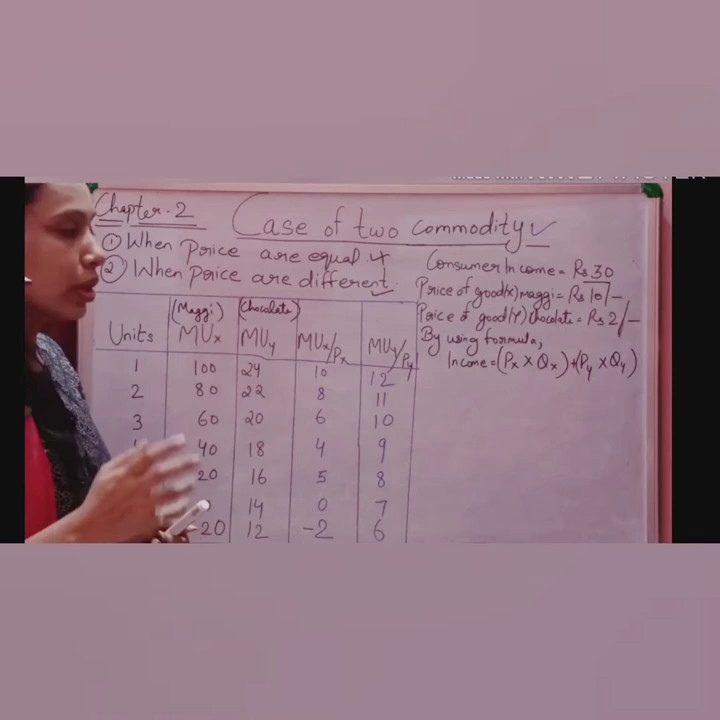 Chapter-2
Case of two commodity ✓
① When Price are equal.
② When Price are different.
Consumer Income = Rs 30
Price of good(X) maggi = Rs 10/-
Price of good(Y) Chocolate = Rs 2/-
By using formula,
Income = (Px X Qx) + (Py X Qy)
(Maggi) (Chocolate)
Units MUx MUy MUx/Px MUy/Py
1 100 24 10 12
2 80 22 8 11
3 60 20 6 10
40 18 4 9
20 16 5 8
14 0 7
-20 12 -2 6